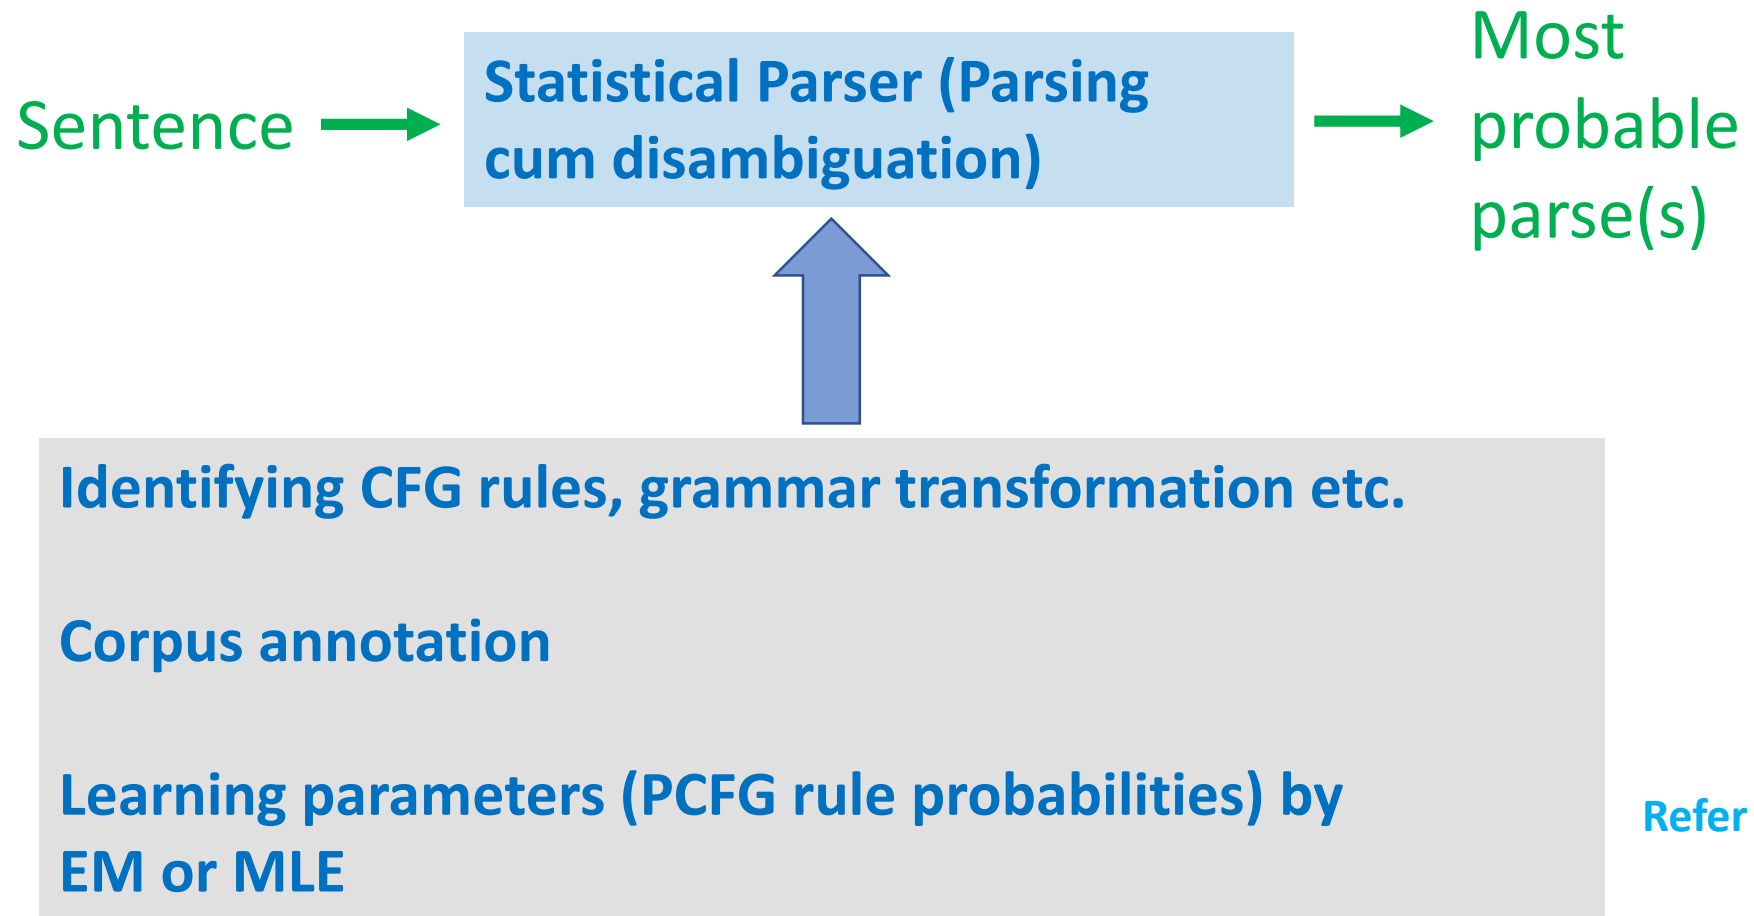 Sentence
Statistical Parser (Parsing
cum disambiguation)
Most
probable
parse(s)
Identifying CFG rules, grammar transformation etc.
Corpus annotation
Learning parameters (PCFG rule probabilities) by
EM or MLE
Refer